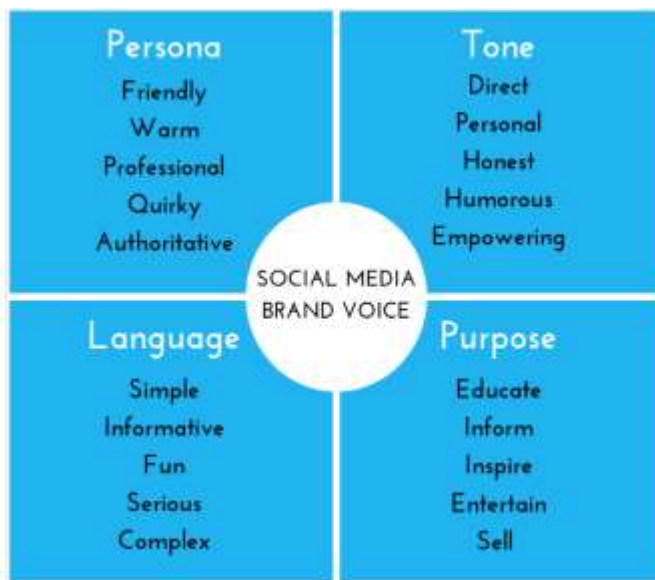 Persona
Friendly
Warm
Professional
Quirky
Authoritative
Tone
Direct
Personal
Honest
Humorous
Empowering
SOCIAL MEDIA
BRAND VOICE
Language
Simple
Informative
Fun
Serious
Complex
Purpose
Educate
Inform
Inspire
Entertain
Sell